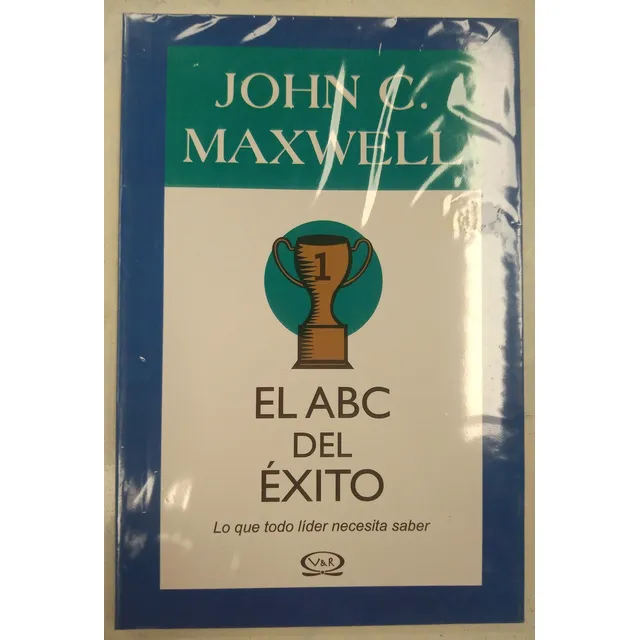 JOHN C.
MAXWELL
1
EL ABC
DEL
ÉXITO
Lo que todo líder necesita saber
V&R